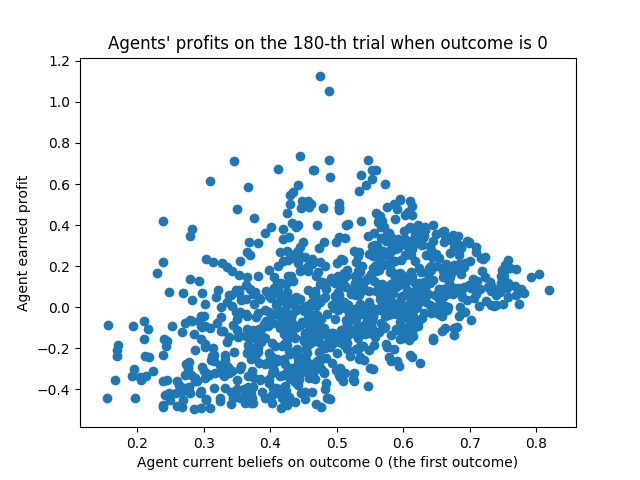 Agents' profits on the 180-th trial when outcome is 0
1.2
1.0
0.8
0.6
0.4
0.2
0.0
−0.2
−0.4
Agent earned profit
0.2 0.3 0.4 0.5 0.6 0.7 0.8
Agent current beliefs on outcome 0 (the first outcome)